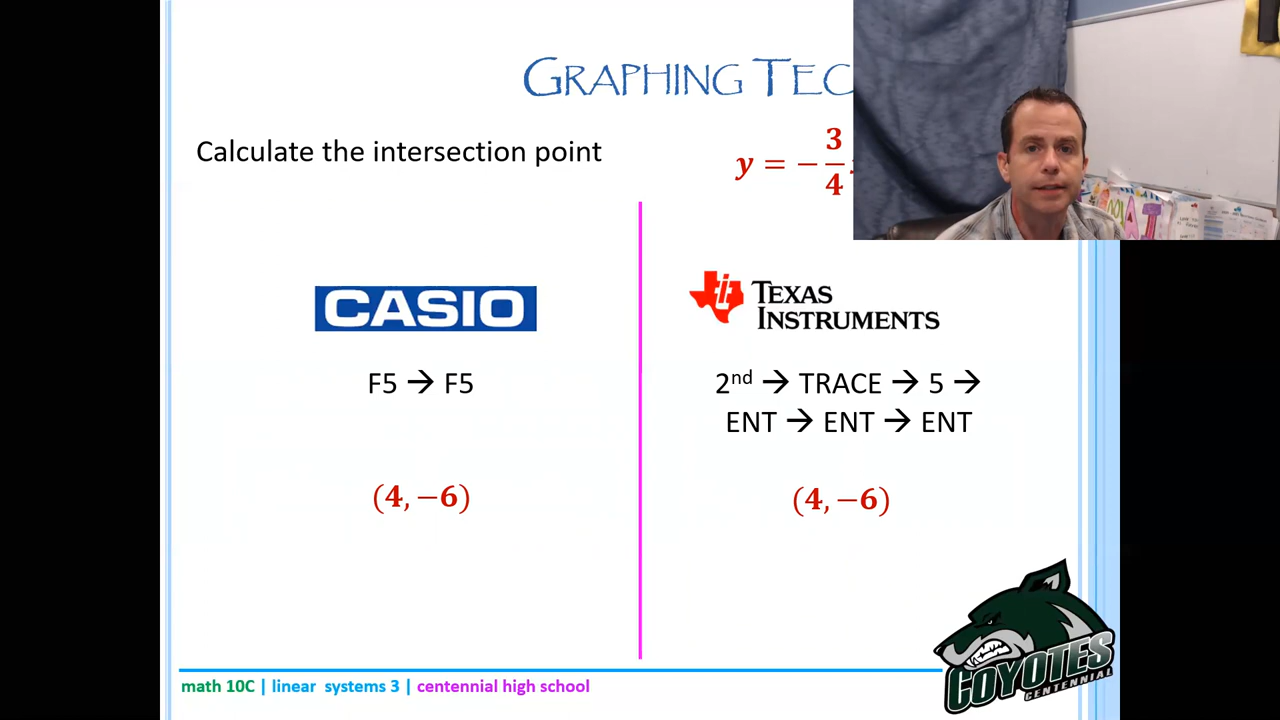 GRAPHING TEC
Calculate the intersection point
y = −3/4
CASIO
TEXAS INSTRUMENTS
F5 → F5
2nd → TRACE → 5 →
ENT → ENT → ENT
(4, −6)
(4, −6)
COYOTES
CENTENNIAL
math 10C | linear systems 3 | centennial high school